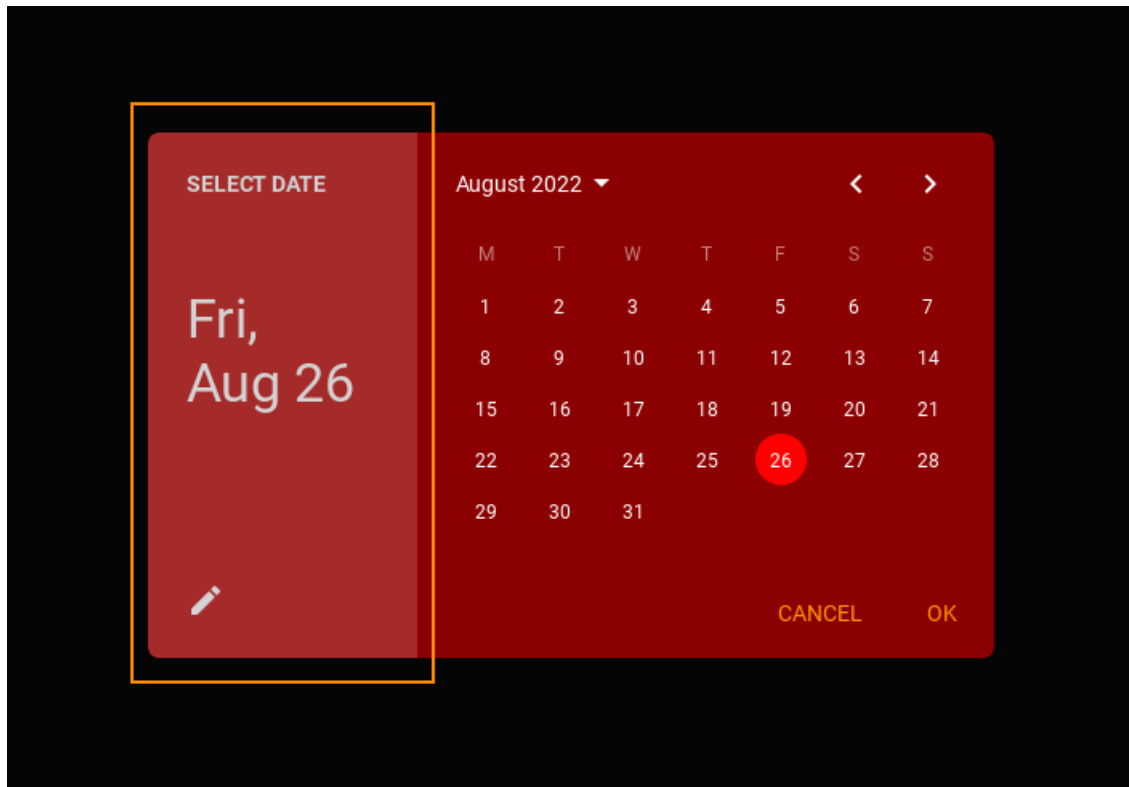 SELECT DATE
Fri,
Aug 26
August 2022
M T W T F S S
1 2 3 4 5 6 7
8 9 10 11 12 13 14
15 16 17 18 19 20 21
22 23 24 25 26 27 28
29 30 31
CANCEL OK